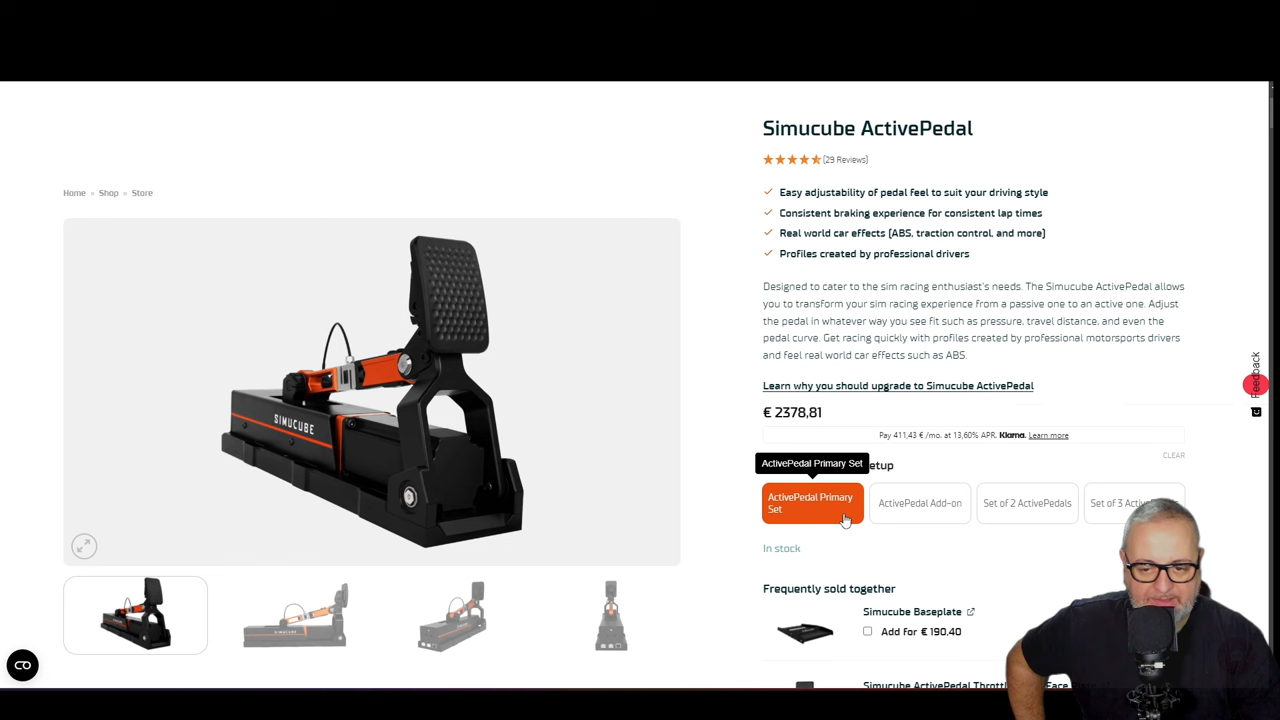 Simucube ActivePedal
(29 Reviews)
Home » Shop » Store
Easy adjustability of pedal feel to suit your driving style
Consistent braking experience for consistent lap times
Real world car effects (ABS, traction control, and more)
Profiles created by professional drivers
Designed to cater to the sim racing enthusiast's needs. The Simucube ActivePedal allows
you to transform your sim racing experience from a passive one to an active one. Adjust
the pedal in whatever way you see fit such as pressure, travel distance, and even the
pedal curve. Get racing quickly with profiles created by professional motorsports drivers
and feel real world car effects such as ABS.
Learn why you should upgrade to Simucube ActivePedal
€ 2378,81
Pay 411,43 € /mo. at 13,60% APR. Klarna. Learn more
CLEAR
ActivePedal Primary Set
etup
ActivePedal Primary
Set
ActivePedal Add-on
Set of 2 ActivePedals
Set of 3
In stock
Frequently sold together
Simucube Baseplate
Add for € 190.40
Simucube ActivePedal
SIMUCUBE
Feedback